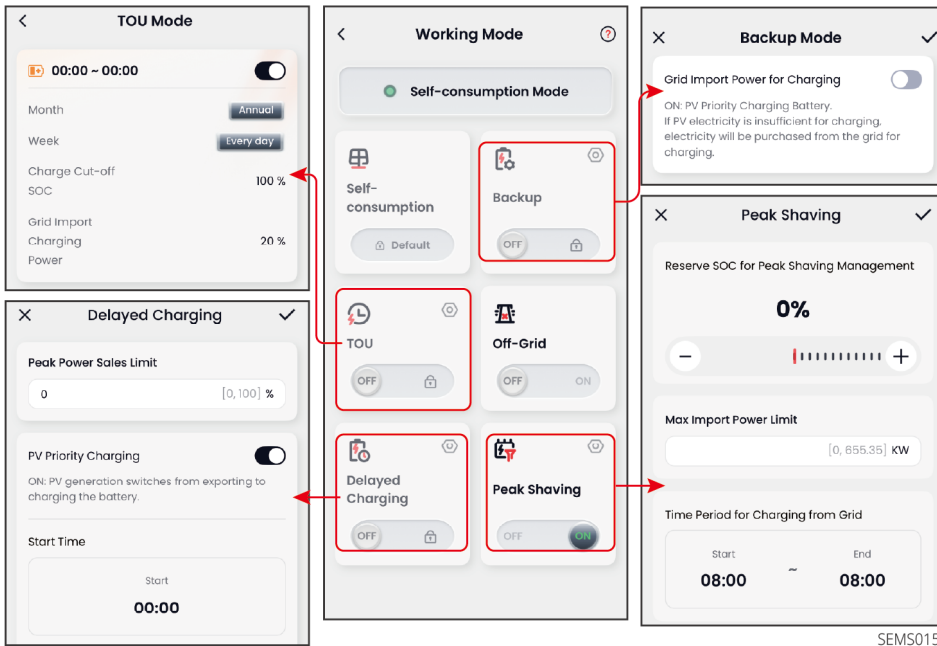 TOU Mode
00:00 ~ 00:00
Month
Annual
Week
Every day
Charge Cut-off
SOC
100 %
Grid Import
Charging
Power
20 %
Delayed Charging
Peak Power Sales Limit
0
[0, 100] %
PV Priority Charging
ON: PV generation switches from exporting to
charging the battery.
Start Time
Start
00:00
Working Mode
?
Self-consumption Mode
Self-
consumption
Default
Backup
OFF
TOU
OFF
Off-Grid
OFF
ON
Delayed
Charging
OFF
Peak Shaving
OFF
ON
Backup Mode
Grid Import Power for Charging
ON: PV Priority Charging Battery.
If PV electricity is insufficient for charging,
electricity will be purchased from the grid for
charging.
Peak Shaving
Reserve SOC for Peak Shaving Management
0%
Max Import Power Limit
[0, 655.35] KW
Time Period for Charging from Grid
Start
End
08:00
~
08:00
SEMS015